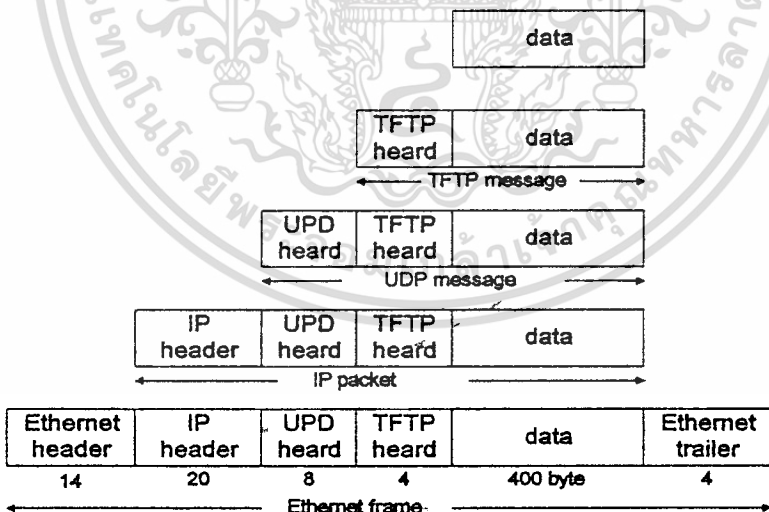 data
TFTP heard data
TFTP message
UPD heard TFTP heard data
UDP message
IP header UPD heard TFTP heard data
IP packet
Ethernet header IP header UPD heard TFTP heard data Ethernet trailer
14 20 8 4 400 byte 4
Ethernet frame